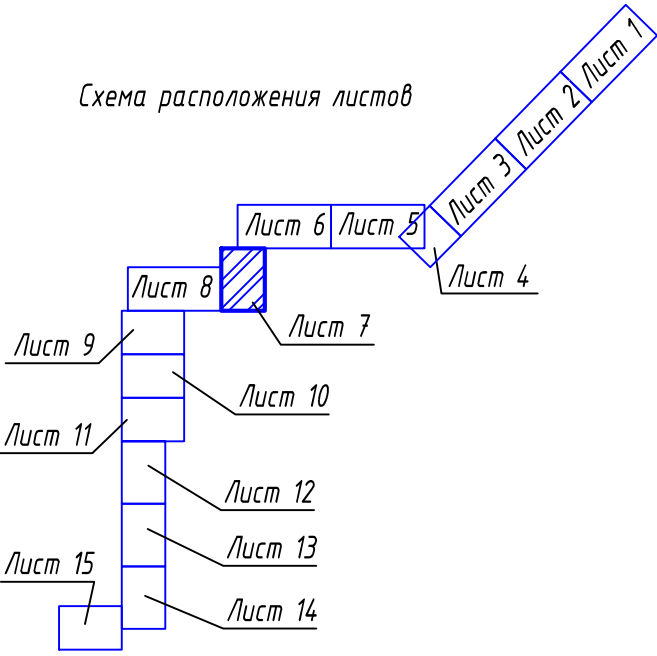 Схема расположения листов
Лист 1
Лист 2
Лист 3
Лист 4
Лист 5
Лист 6
Лист 7
Лист 8
Лист 9
Лист 10
Лист 11
Лист 12
Лист 13
Лист 14
Лист 15